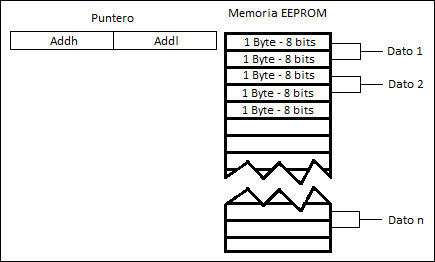 Puntero
Memoria EEPROM
Addh
Addl
1 Byte - 8 bits
1 Byte - 8 bits
1 Byte - 8 bits
1 Byte - 8 bits
1 Byte - 8 bits
Dato 1
Dato 2
Dato n